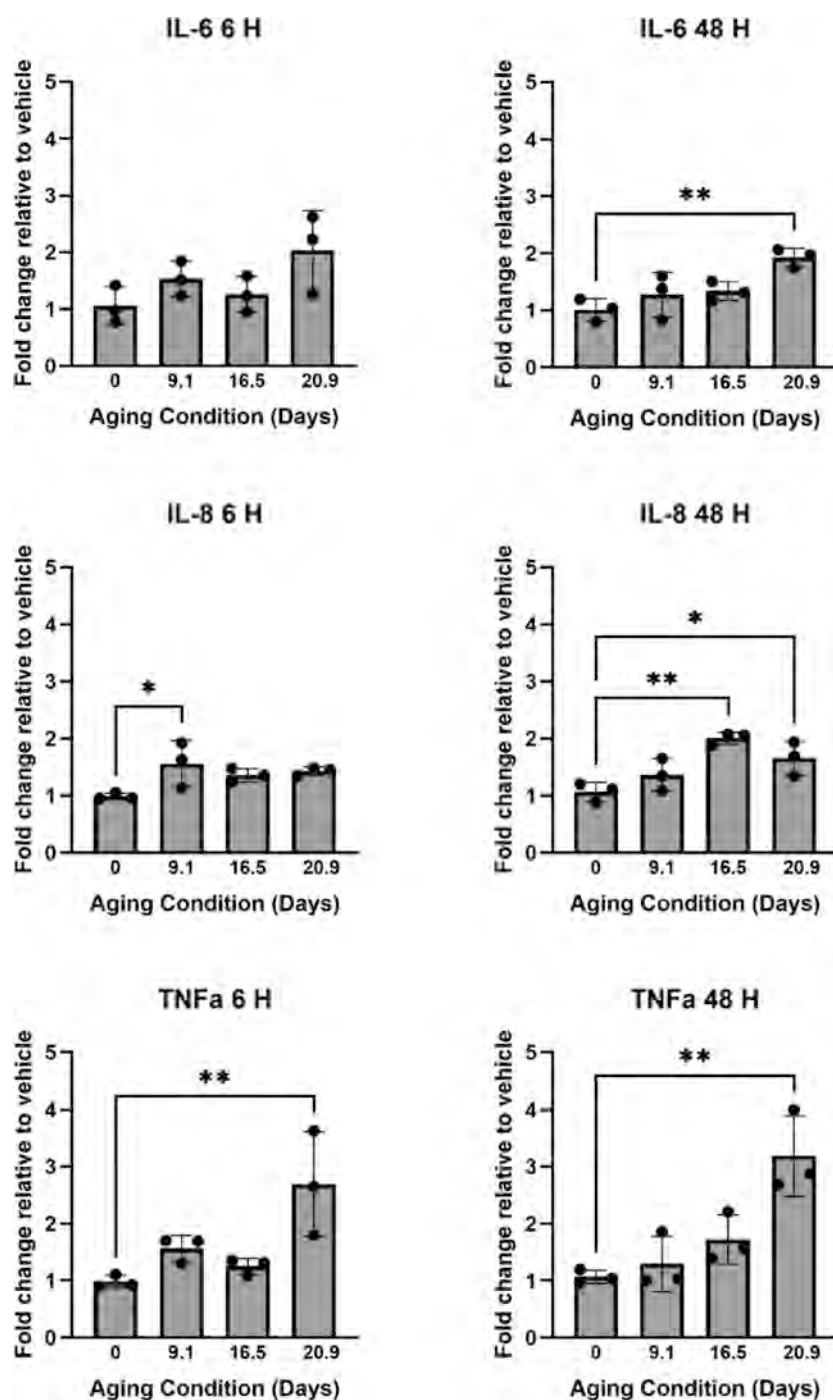 IL-6 6 H
Fold change relative to vehicle
5
4
3
2
1
0
0 9.1 16.5 20.9
Aging Condition (Days)
IL-6 48 H
Fold change relative to vehicle
5
4
3
2
1
0
**
0 9.1 16.5 20.9
Aging Condition (Days)
IL-8 6 H
Fold change relative to vehicle
5
4
3
2
1
0
*
0 9.1 16.5 20.9
Aging Condition (Days)
IL-8 48 H
Fold change relative to vehicle
5
4
3
2
1
0
*
**
0 9.1 16.5 20.9
Aging Condition (Days)
TNFa 6 H
Fold change relative to vehicle
5
4
3
2
1
0
**
0 9.1 16.5 20.9
Aging Condition (Days)
TNFa 48 H
Fold change relative to vehicle
5
4
3
2
1
0
**
0 9.1 16.5 20.9
Aging Condition (Days)